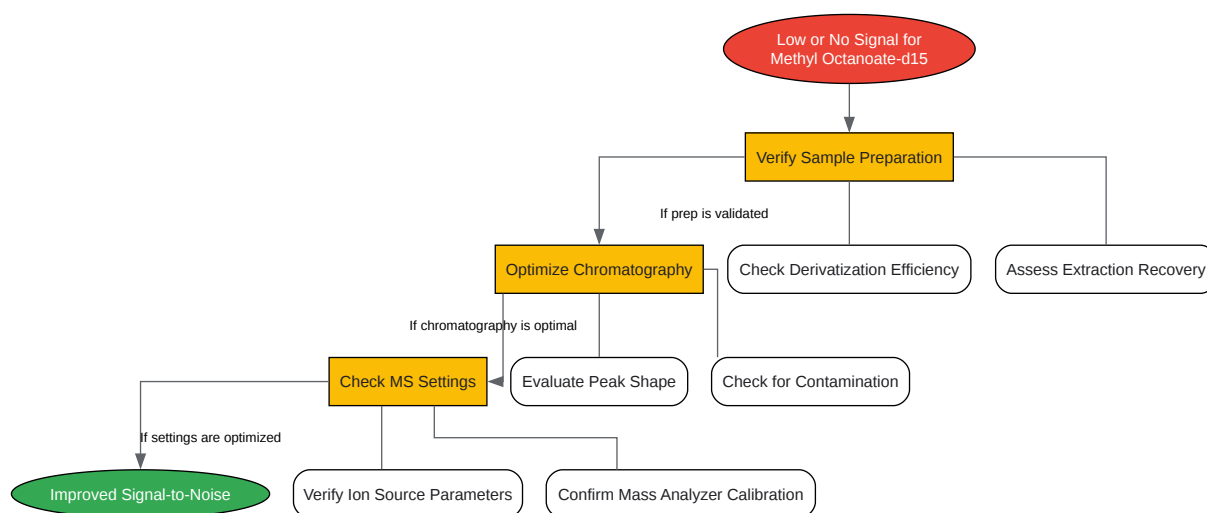 Low or No Signal for
Methyl Octanoate-d15
Verify Sample Preparation
If prep is validated
Optimize Chromatography
Check Derivatization Efficiency
Assess Extraction Recovery
If chromatography is optimal
Check MS Settings
Evaluate Peak Shape
Check for Contamination
If settings are optimized
Improved Signal-to-Noise
Verify Ion Source Parameters
Confirm Mass Analyzer Calibration